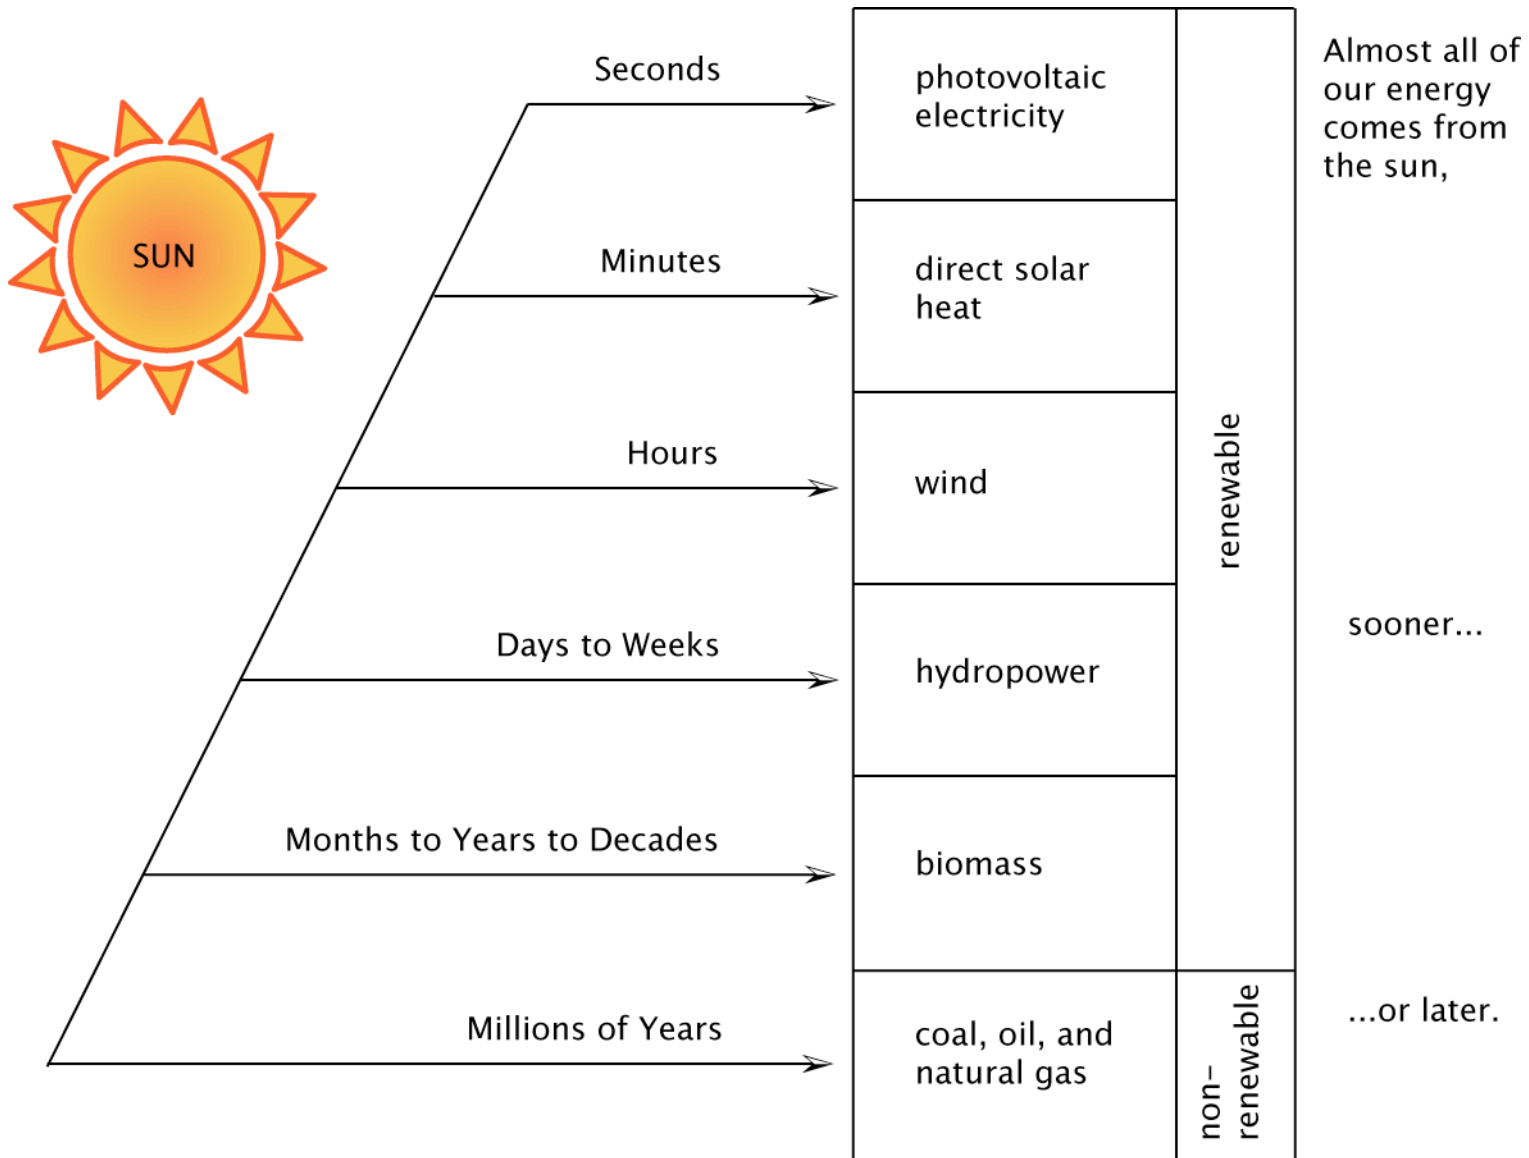 SUN
Seconds
photovoltaic
electricity
Minutes
direct solar
heat
Hours
wind
Days to Weeks
hydropower
Months to Years to Decades
biomass
Millions of Years
coal, oil, and
natural gas
renewable
non-
renewable
Almost all of
our energy
comes from
the sun,
sooner...
...or later.